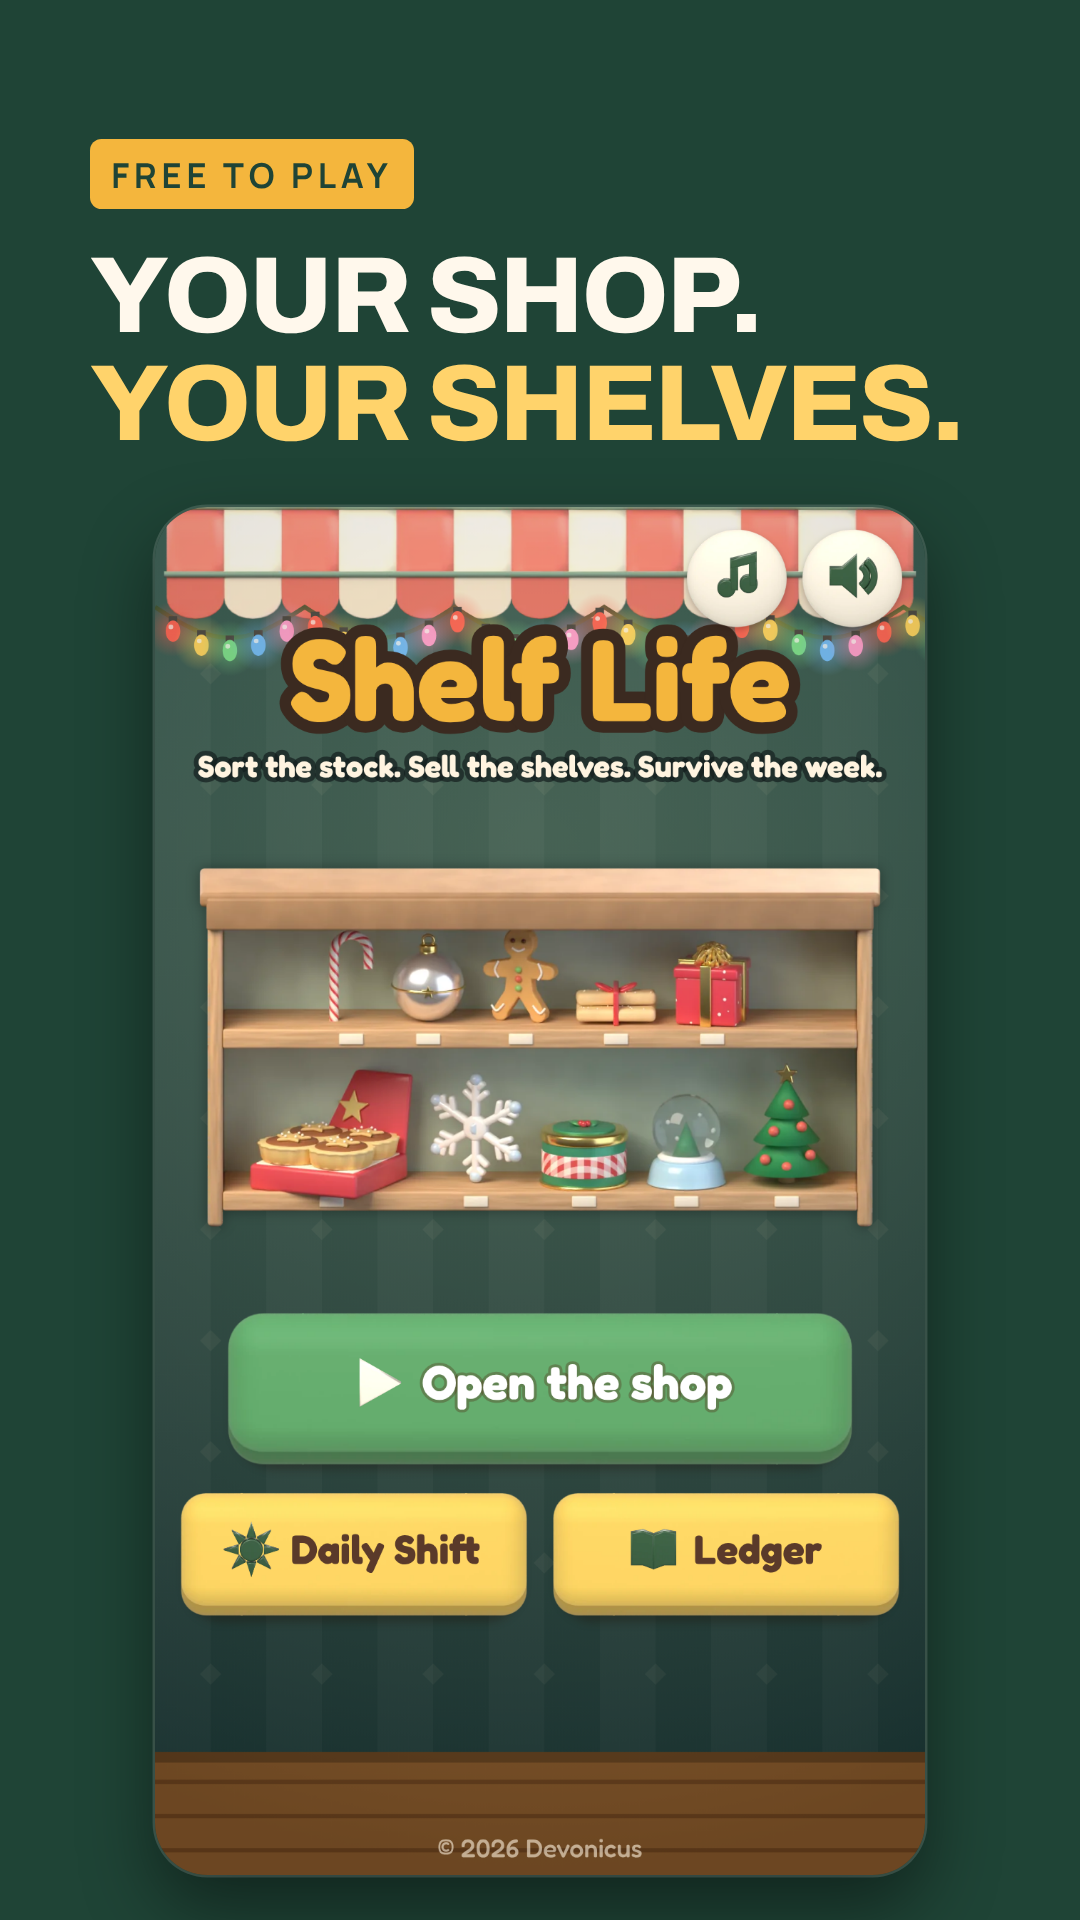 FREE TO PLAY
YOUR SHOP.
YOUR SHELVES.
Shelf Life
Sort the stock. Sell the shelves. Survive the week.
Open the shop
Daily Shift
Ledger
© 2026 Devonicus